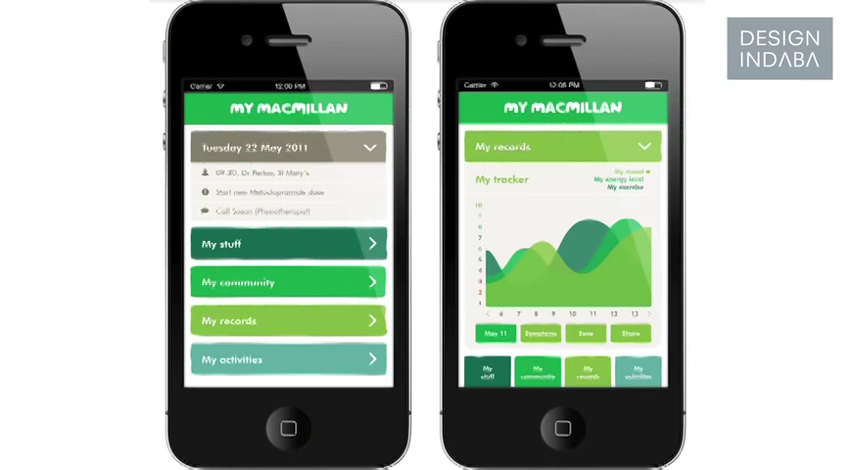 DESIGN
INDABA
Carrier
12:00 PM
MY MACMILLAN
Tuesday 22 May 2011
09.30, Dr Perkas, St Mary's
Start new Metoclopramide dose
Call Susan (Physiotherapist)
My stuff
My community
My records
My activities
Carrier
12:05 PM
MY MACMILLAN
My records
My tracker
My mood
My energy level
My exercise
10
9
8
7
6
5
4
3
2
1
6 7 8 9 10 11 12 13
May 11
Symptoms
Save
Share
My stuff
My community
My records
My activities